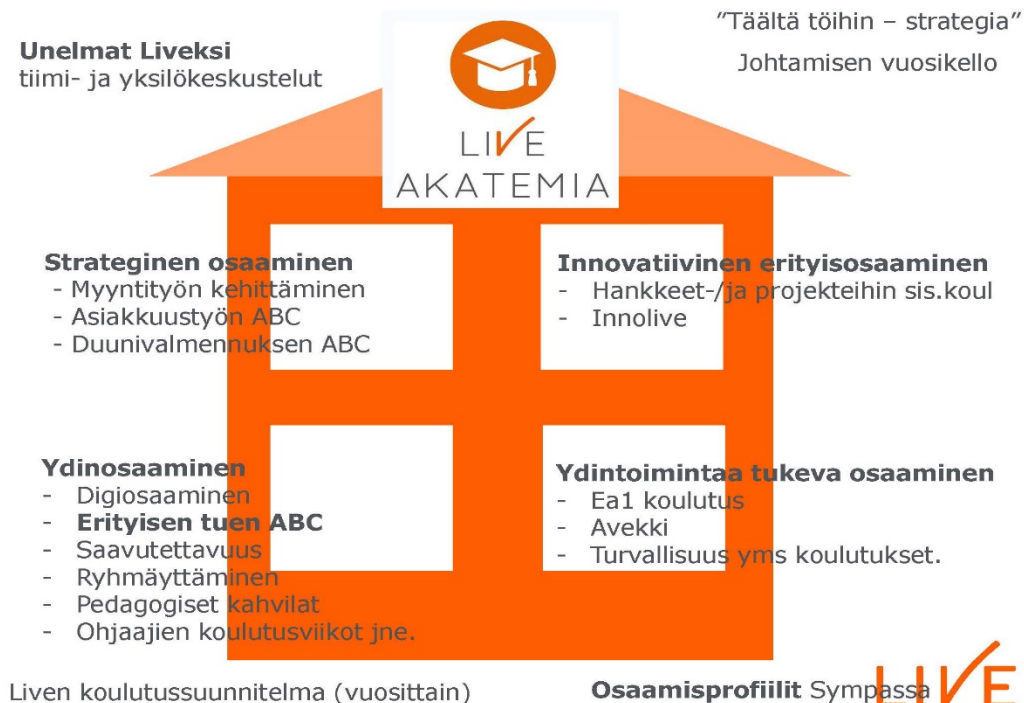 Unelmat Liveksi
tiimi- ja yksilökeskustelut
”Täältä töihin – strategia”
Johtamisen vuosikello
LIVE
AKATEMIA
Strateginen osaaminen
- Myyntityön kehittäminen
- Asiakkuustyön ABC
- Duunivalmennuksen ABC
Innovatiivinen erityisosaaminen
- Hankkeet-/ja projekteihin sis.koul
- Innolive
Ydinosaaminen
- Digiosaaminen
- Erityisen tuen ABC
- Saavutettavuus
- Ryhmäyttäminen
- Pedagogiset kahvilat
- Ohjaajien koulutusviikot jne.
Ydintoimintaa tukeva osaaminen
- Ea1 koulutus
- Avekki
- Turvallisuus yms koulutukset.
Liven koulutussuunnitelma (vuosittain)
Osaamisprofiilit Sympassa
LIVE